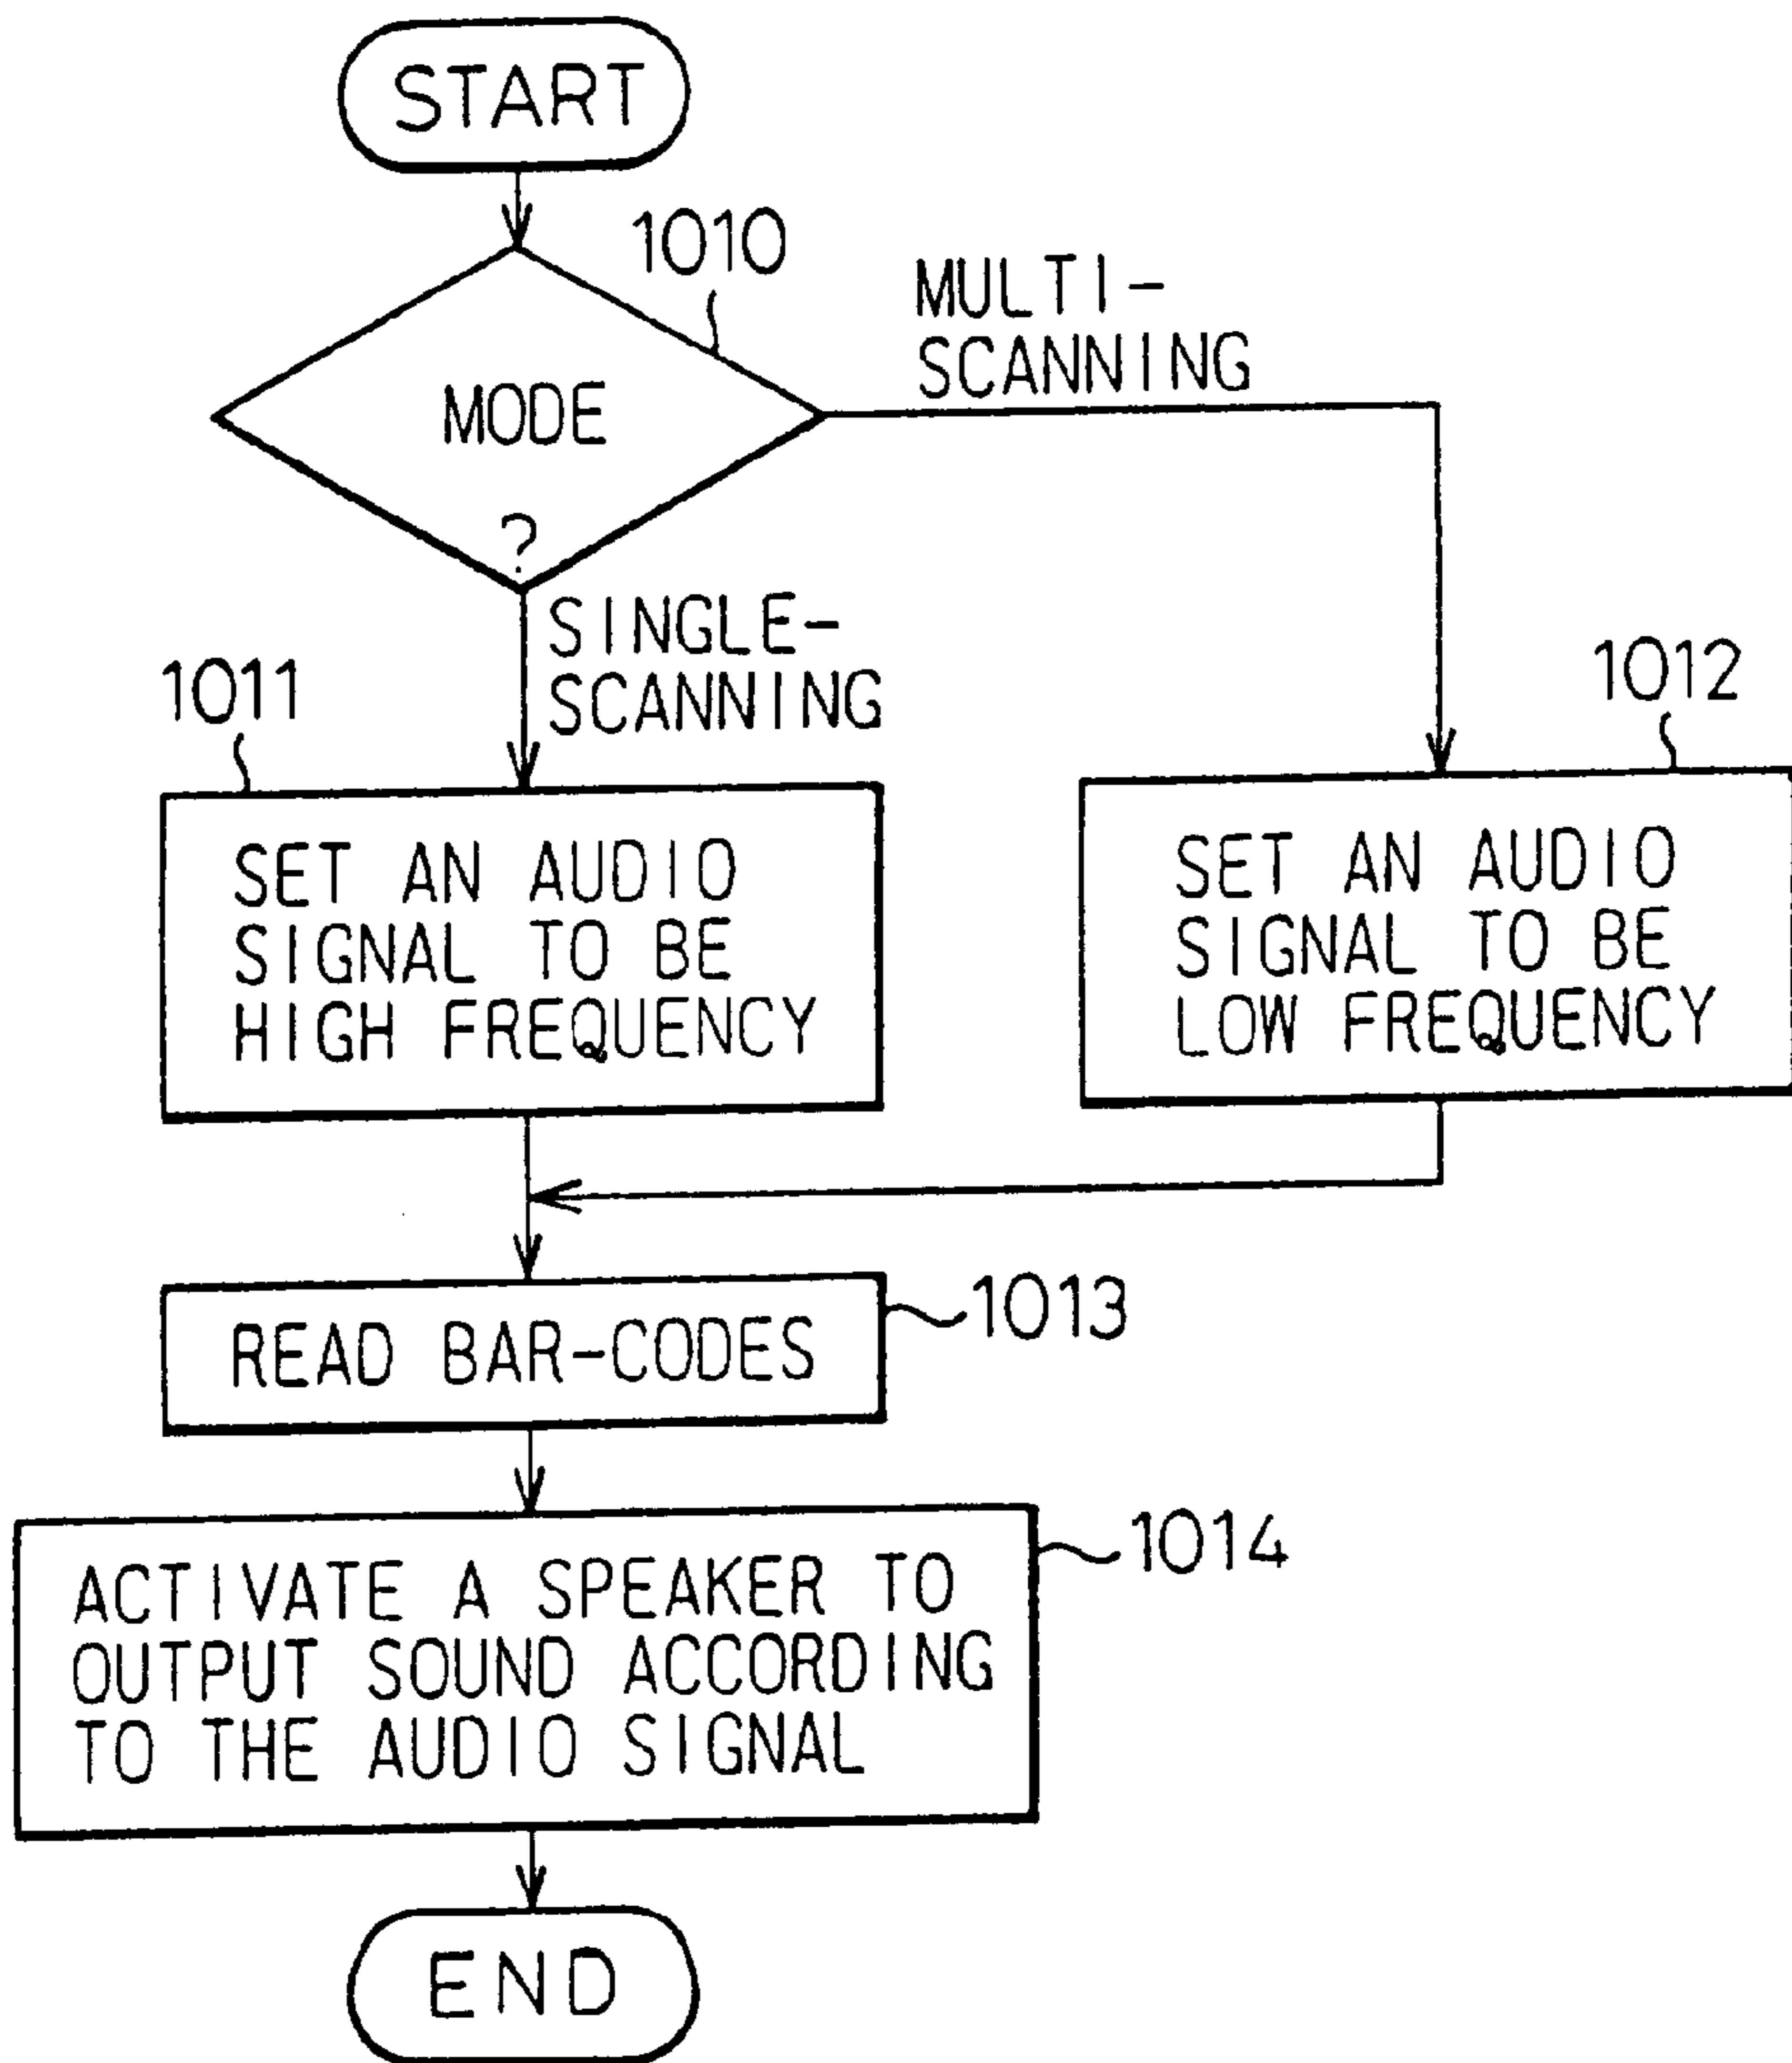 START
1010
MULTI-
SCANNING
MODE
?
SINGLE-
SCANNING
1011
1012
SET AN AUDIO
SIGNAL TO BE
HIGH FREQUENCY
SET AN AUDIO
SIGNAL TO BE
LOW FREQUENCY
READ BAR-CODES
1013
ACTIVATE A SPEAKER TO
OUTPUT SOUND ACCORDING
TO THE AUDIO SIGNAL
1014
END